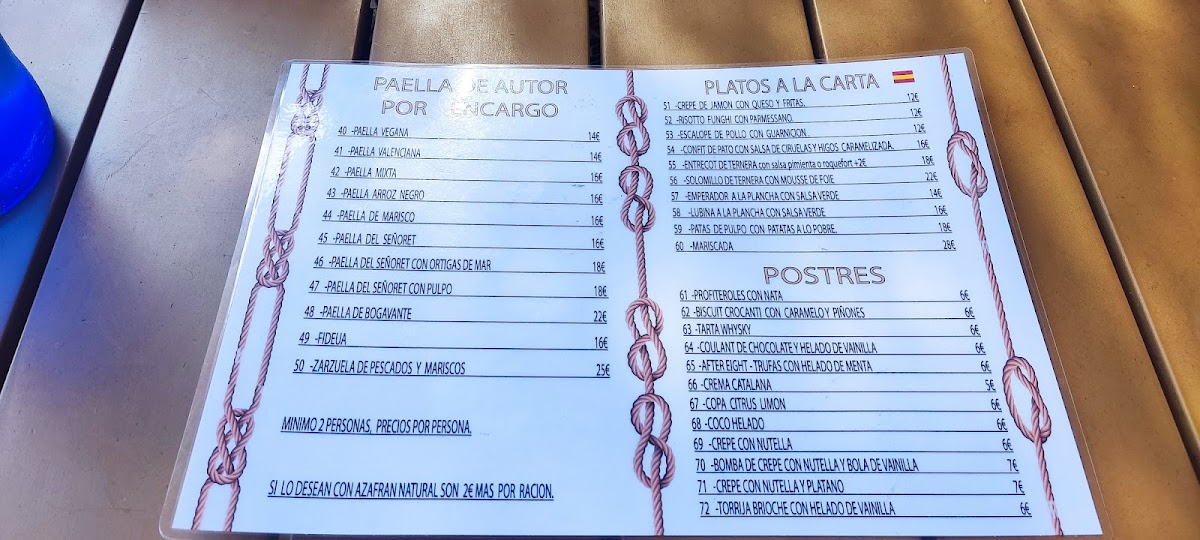 PAELLA DE AUTOR
POR ENCARGO
40 -PAELLA VEGANA 14€
41 -PAELLA VALENCIANA 14€
42 -PAELLA MIXTA 16€
43 -PAELLA ARROZ NEGRO 16€
44 -PAELLA DE MARISCO 16€
45 -PAELLA DEL SEÑORET 16€
46 -PAELLA DEL SEÑORET CON ORTIGAS DE MAR 18€
47 -PAELLA DEL SEÑORET CON PULPO 18€
48 -PAELLA DE BOGAVANTE 22€
49 -FIDEUA 16€
50 -ZARZUELA DE PESCADOS Y MARISCOS 25€
MINIMO 2 PERSONAS, PRECIOS POR PERSONA.
SI LO DESEAN CON AZAFRAN NATURAL SON 2€ MAS POR RACION.
PLATOS A LA CARTA
51 -CREPE DE JAMON CON QUESO Y FRITAS. 12€
52 -RISOTTO FUNGHI CON PARMESSANO. 12€
53 -ESCALOPE DE POLLO CON GUARNICION. 12€
54 -CONFIT DE PATO CON SALSA DE CIRUELAS Y HIGOS CARAMELIZADA. 16€
55 -ENTRECOT DE TERNERA con salsa pimienta o roquefort +2€ 18€
56 -SOLOMILLO DE TERNERA CON MOUSSE DE FOIE 22€
57 -EMPERADOR A LA PLANCHA CON SALSA VERDE 14€
58 -LUBINA A LA PLANCHA CON SALSA VERDE 16€
59 -PATAS DE PULPO CON PATATAS A LO POBRE. 18€
60 -MARISCADA 28€
POSTRES
61 -PROFITEROLES CON NATA 6€
62 -BISCUIT CROCANTI CON CARAMELO Y PIÑONES 6€
63 -TARTA WHYSKY 6€
64 -COULANT DE CHOCOLATE Y HELADO DE VAINILLA 6€
65 -AFTER EIGHT - TRUFAS CON HELADO DE MENTA 6€
66 -CREMA CATALANA 5€
67 -COPA CITRUS LIMON 6€
68 -COCO HELADO 6€
69 -CREPE CON NUTELLA 6€
70 -BOMBA DE CREPE CON NUTELLA Y BOLA DE VAINILLA 7€
71 -CREPE CON NUTELLA Y PLATANO 7€
72 -TORRIJA BRIOCHE CON HELADO DE VAINILLA 6€